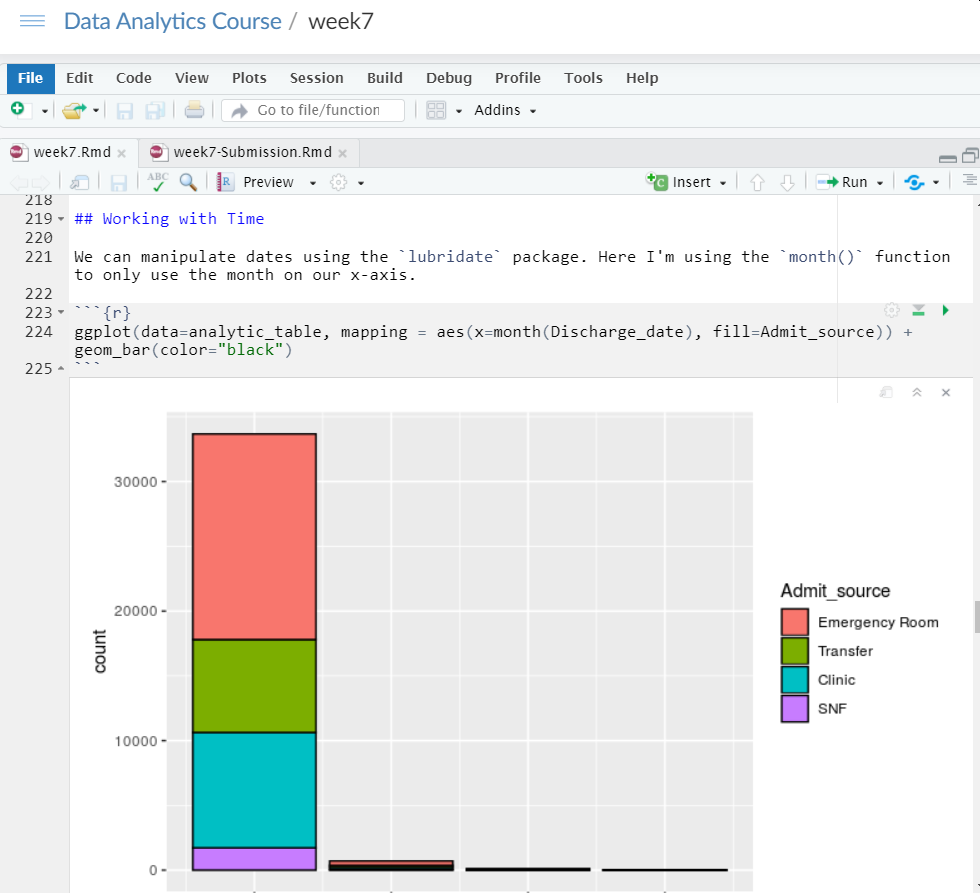 Data Analytics Course / week7
File Edit Code View Plots Session Build Debug Profile Tools Help
Go to file/function Addins
week7.Rmd week7-Submission.Rmd
ABC R Preview Insert Run
218
219 ## Working with Time
220
221 We can manipulate dates using the `lubridate` package. Here I'm using the `month()` function
to only use the month on our x-axis.
222
223 ```{r}
224 ggplot(data=analytic_table, mapping = aes(x=month(Discharge_date), fill=Admit_source)) +
geom_bar(color="black")
225 ```
30000
20000
10000
0
count
Admit_source
Emergency Room
Transfer
Clinic
SNF